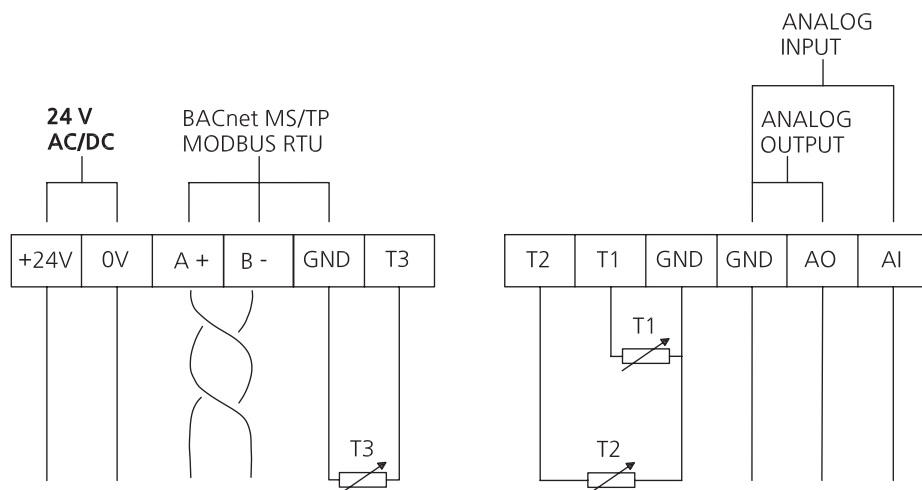 ANALOG
INPUT
24 V
AC/DC
BACnet MS/TP
MODBUS RTU
ANALOG
OUTPUT
+24V 0V A + B - GND T3
T2 T1 GND GND AO AI
T1
T3
T2